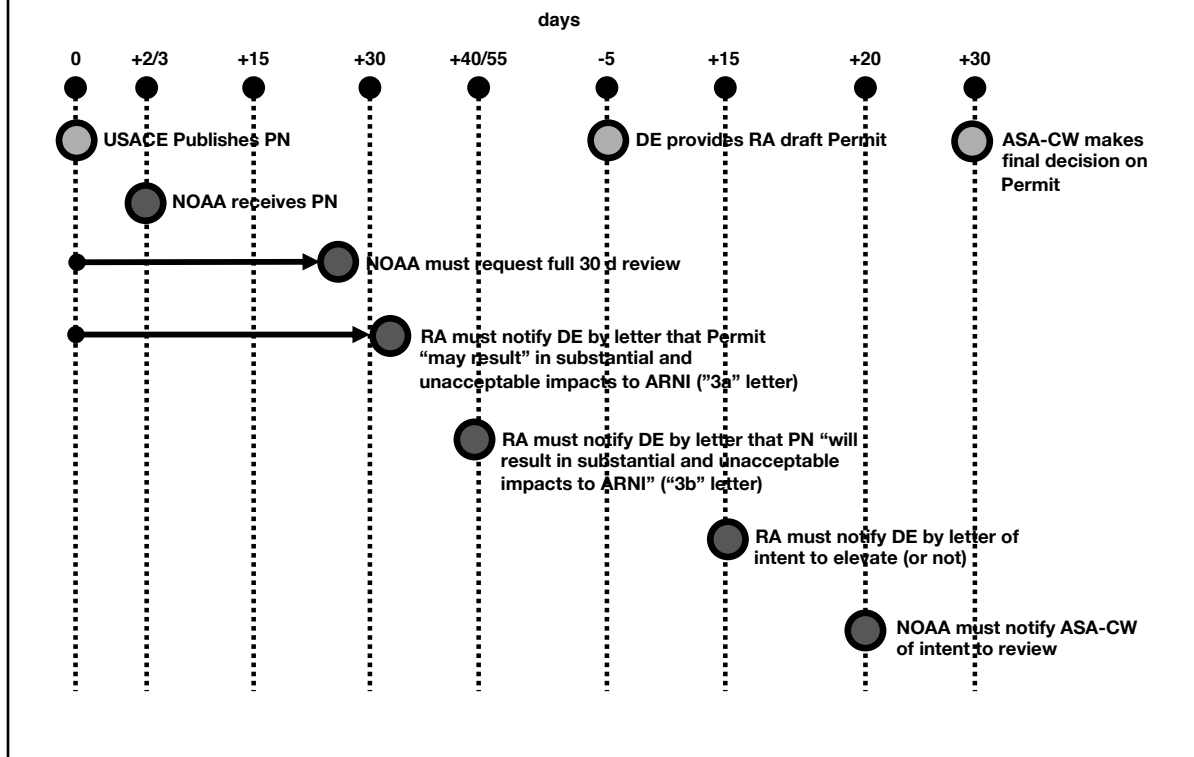 days
0 +2/3 +15 +30 +40/55 -5 +15 +20 +30
USACE Publishes PN
DE provides RA draft Permit
ASA-CW makes
final decision on
Permit
NOAA receives PN
NOAA must request full 30 d review
RA must notify DE by letter that Permit
“may result” in substantial and
unacceptable impacts to ARNI (”3a” letter)
RA must notify DE by letter that PN “will
result in substantial and unacceptable
impacts to ARNI” (“3b” letter)
RA must notify DE by letter of
intent to elevate (or not)
NOAA must notify ASA-CW
of intent to review